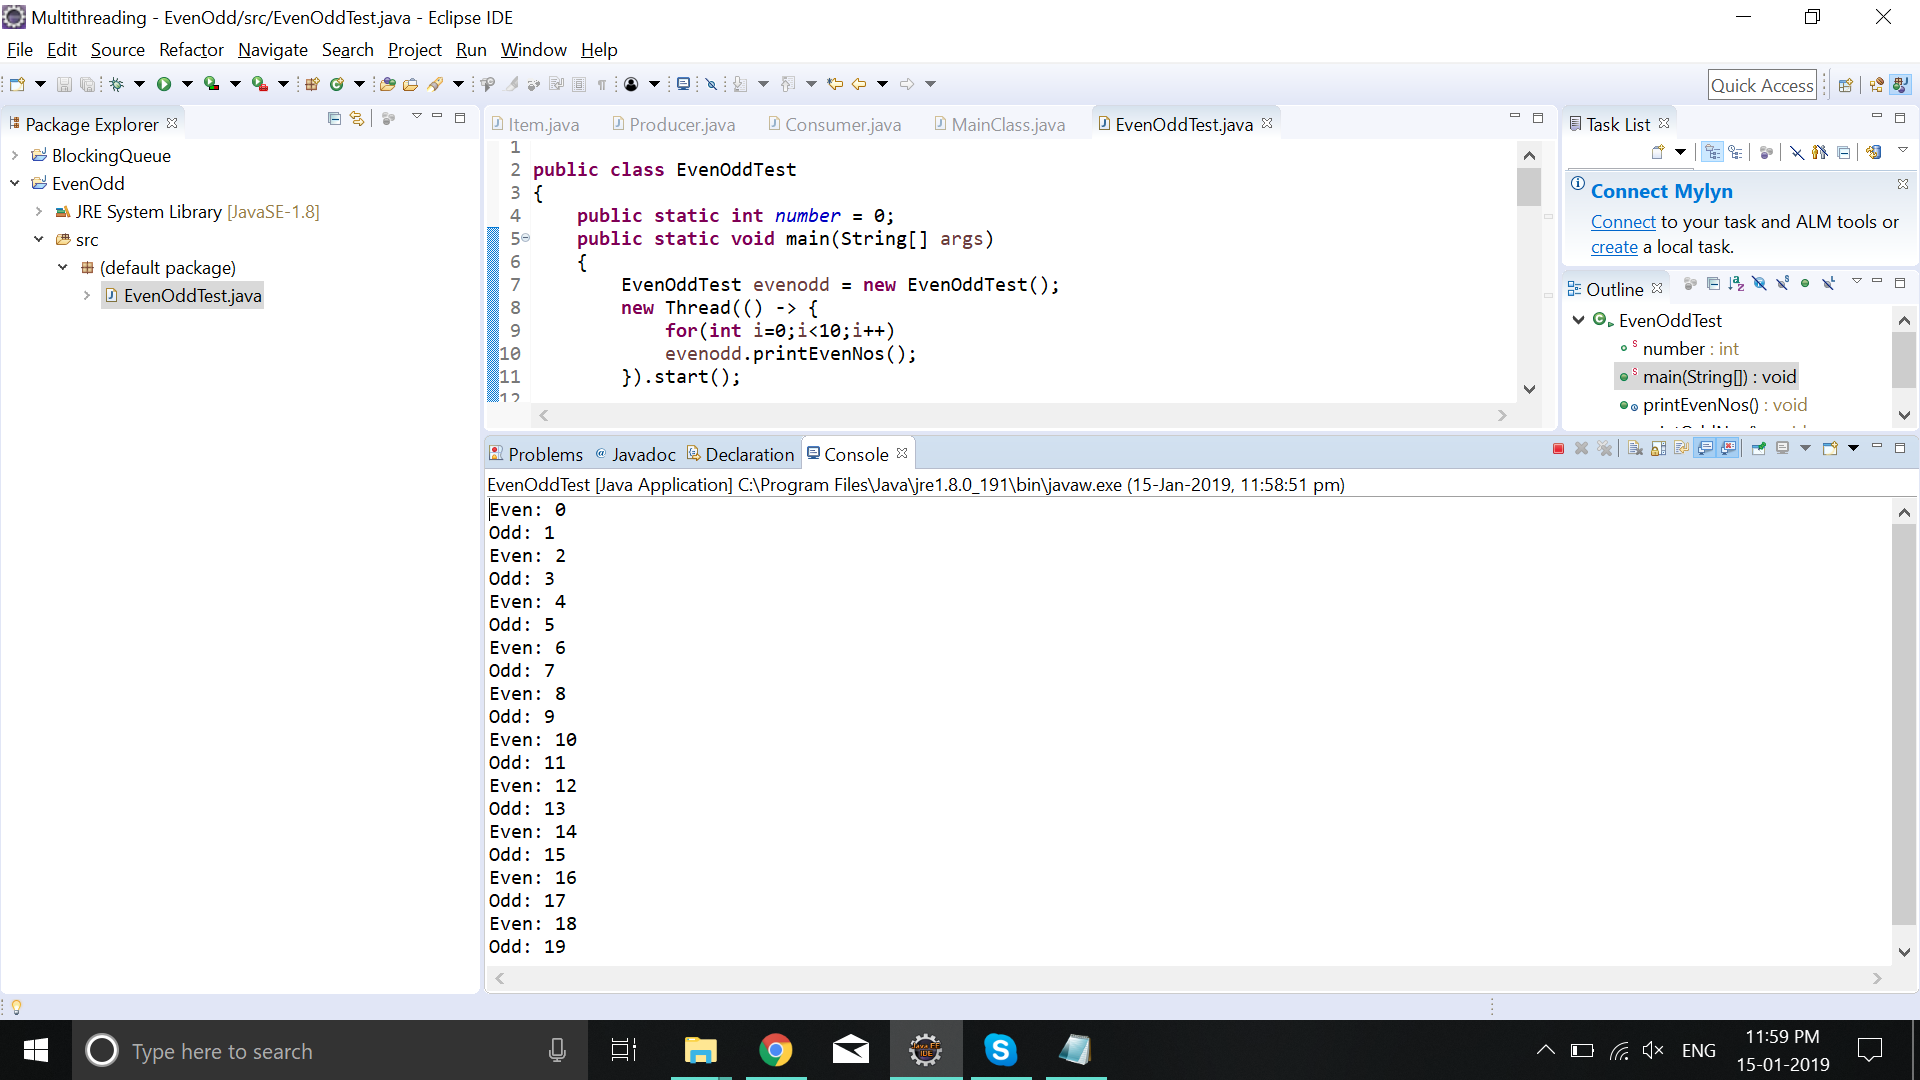 Multithreading - EvenOdd/src/EvenOddTest.java - Eclipse IDE
File Edit Source Refactor Navigate Search Project Run Window Help
Quick Access
Package Explorer
BlockingQueue
EvenOdd
JRE System Library [JavaSE-1.8]
src
(default package)
EvenOddTest.java
Item.java Producer.java Consumer.java MainClass.java EvenOddTest.java
1
2 public class EvenOddTest
3 {
4 public static int number = 0;
5 public static void main(String[] args)
6 {
7 EvenOddTest evenodd = new EvenOddTest();
8 new Thread(() -> {
9 for(int i=0;i<10;i++)
10 evenodd.printEvenNos();
11 }).start();
12
Task List
Connect Mylyn
Connect to your task and ALM tools or
create a local task.
Outline
EvenOddTest
number : int
main(String[]) : void
printEvenNos() : void
Problems Javadoc Declaration Console
EvenOddTest [Java Application] C:\Program Files\Java\jre1.8.0_191\bin\javaw.exe (15-Jan-2019, 11:58:51 pm)
Even: 0
Odd: 1
Even: 2
Odd: 3
Even: 4
Odd: 5
Even: 6
Odd: 7
Even: 8
Odd: 9
Even: 10
Odd: 11
Even: 12
Odd: 13
Even: 14
Odd: 15
Even: 16
Odd: 17
Even: 18
Odd: 19
Type here to search
ENG
11:59 PM
15-01-2019